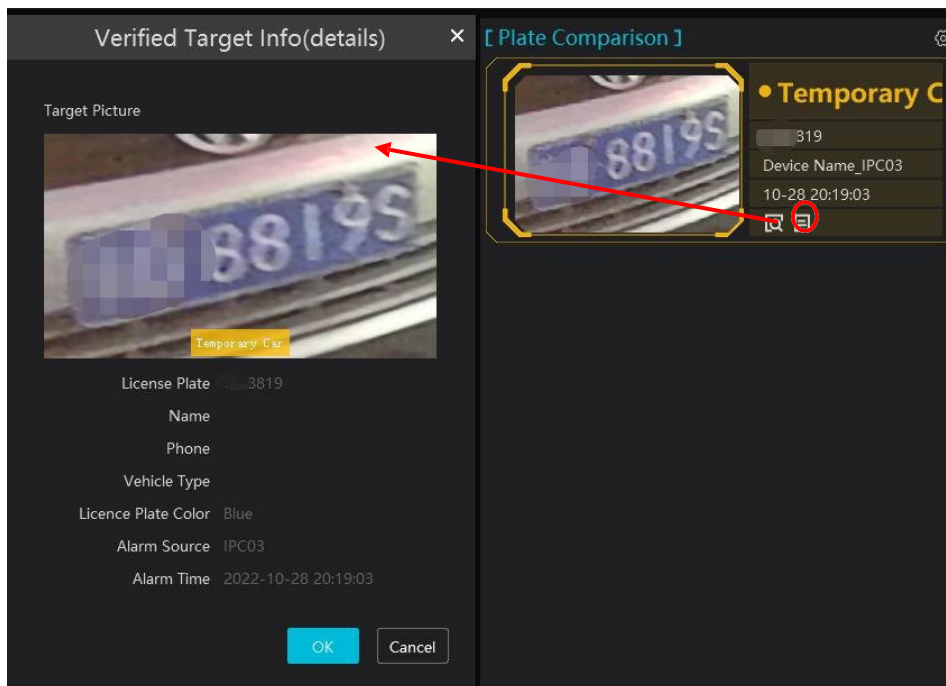 Verified Target Info(details)
Target Picture
88195
Temporary Car
License Plate 3819
Name
Phone
Vehicle Type
Licence Plate Color Blue
Alarm Source IPC03
Alarm Time 2022-10-28 20:19:03
OK Cancel
[ Plate Comparison ]
88195
Temporary C
319
Device Name_IPC03
10-28 20:19:03